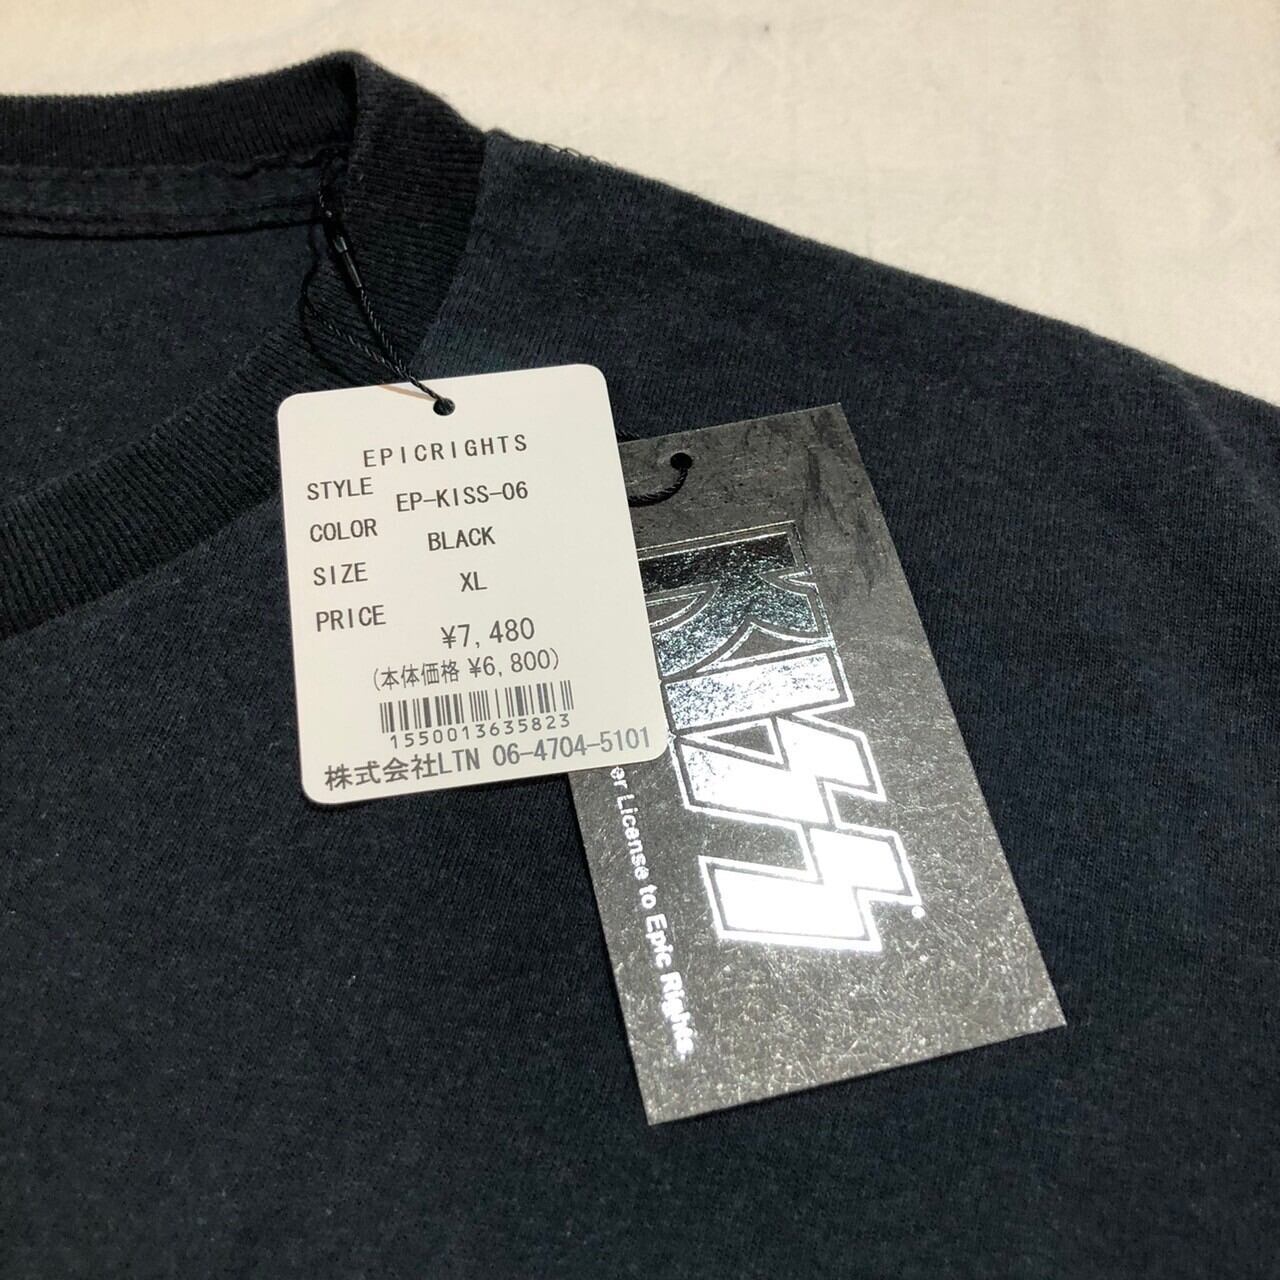 EPICRIGHTS
STYLE EP-KISS-06
COLOR BLACK
SIZE XL
PRICE ¥7,480
(本体価格 ¥6,800)
1550013635823
株式会社LTN 06-4704-5101
KISS®
License to Epic Rights.